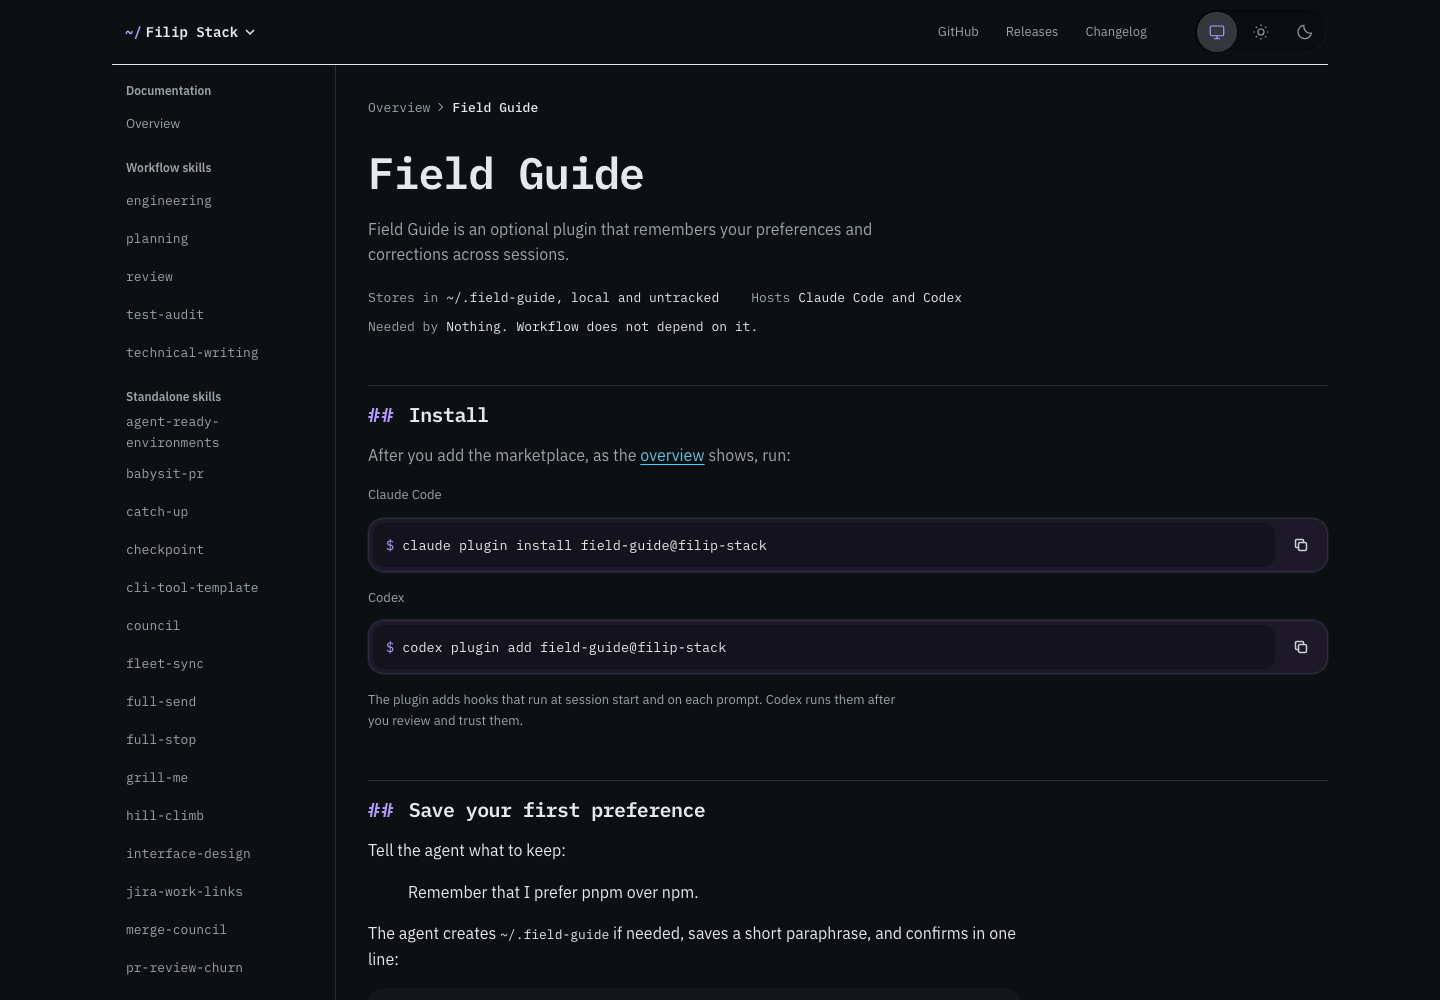 ~/ Filip Stack
GitHub
Releases
Changelog
Documentation
Overview
Workflow skills
engineering
planning
review
test-audit
technical-writing
Standalone skills
agent-ready-
environments
babysit-pr
catch-up
checkpoint
cli-tool-template
council
fleet-sync
full-send
full-stop
grill-me
hill-climb
interface-design
jira-work-links
merge-council
pr-review-churn
Overview > Field Guide
Field Guide
Field Guide is an optional plugin that remembers your preferences and
corrections across sessions.
Stores in ~/.field-guide, local and untracked Hosts Claude Code and Codex
Needed by Nothing. Workflow does not depend on it.
## Install
After you add the marketplace, as the overview shows, run:
Claude Code
$ claude plugin install field-guide@filip-stack
Codex
$ codex plugin add field-guide@filip-stack
The plugin adds hooks that run at session start and on each prompt. Codex runs them after
you review and trust them.
## Save your first preference
Tell the agent what to keep:
Remember that I prefer pnpm over npm.
The agent creates ~/.field-guide if needed, saves a short paraphrase, and confirms in one
line: